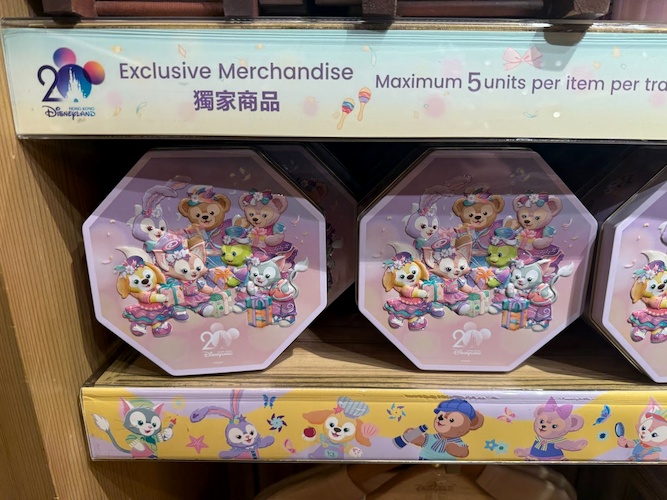 20
HONG KONG
Disneyland
Exclusive Merchandise
獨家商品
Maximum 5 units per item per tra
20
Disneyland
20
Disneyland